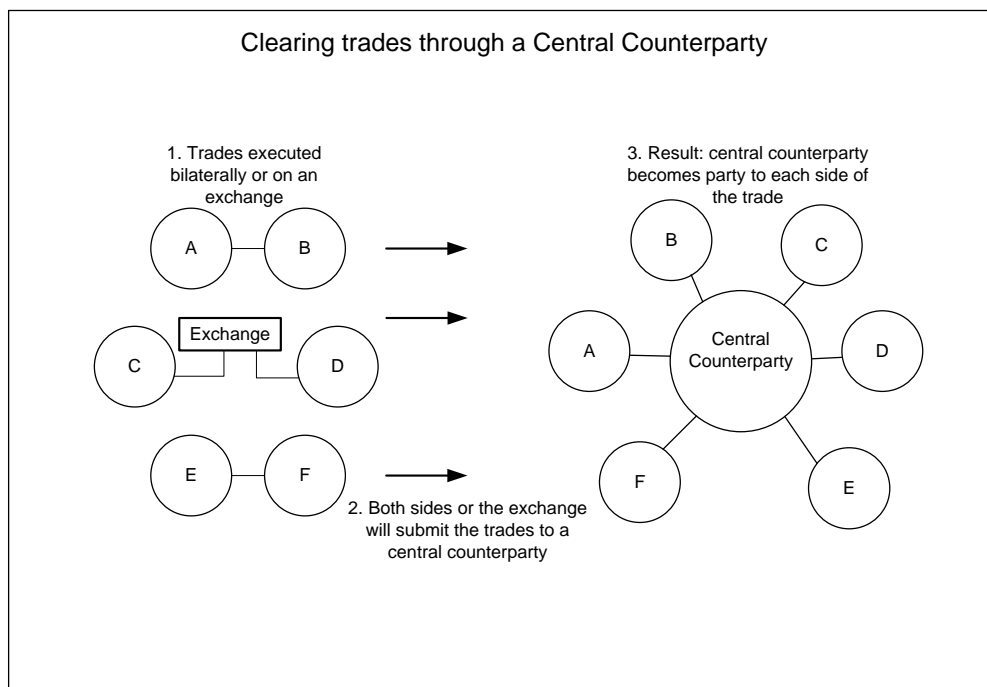 Clearing trades through a Central Counterparty
1. Trades executed
bilaterally or on an
exchange
A
B
Exchange
C
D
E
F
2. Both sides or the exchange
will submit the trades to a
central counterparty
3. Result: central counterparty
becomes party to each side of
the trade
B
C
A
Central
Counterparty
D
F
E